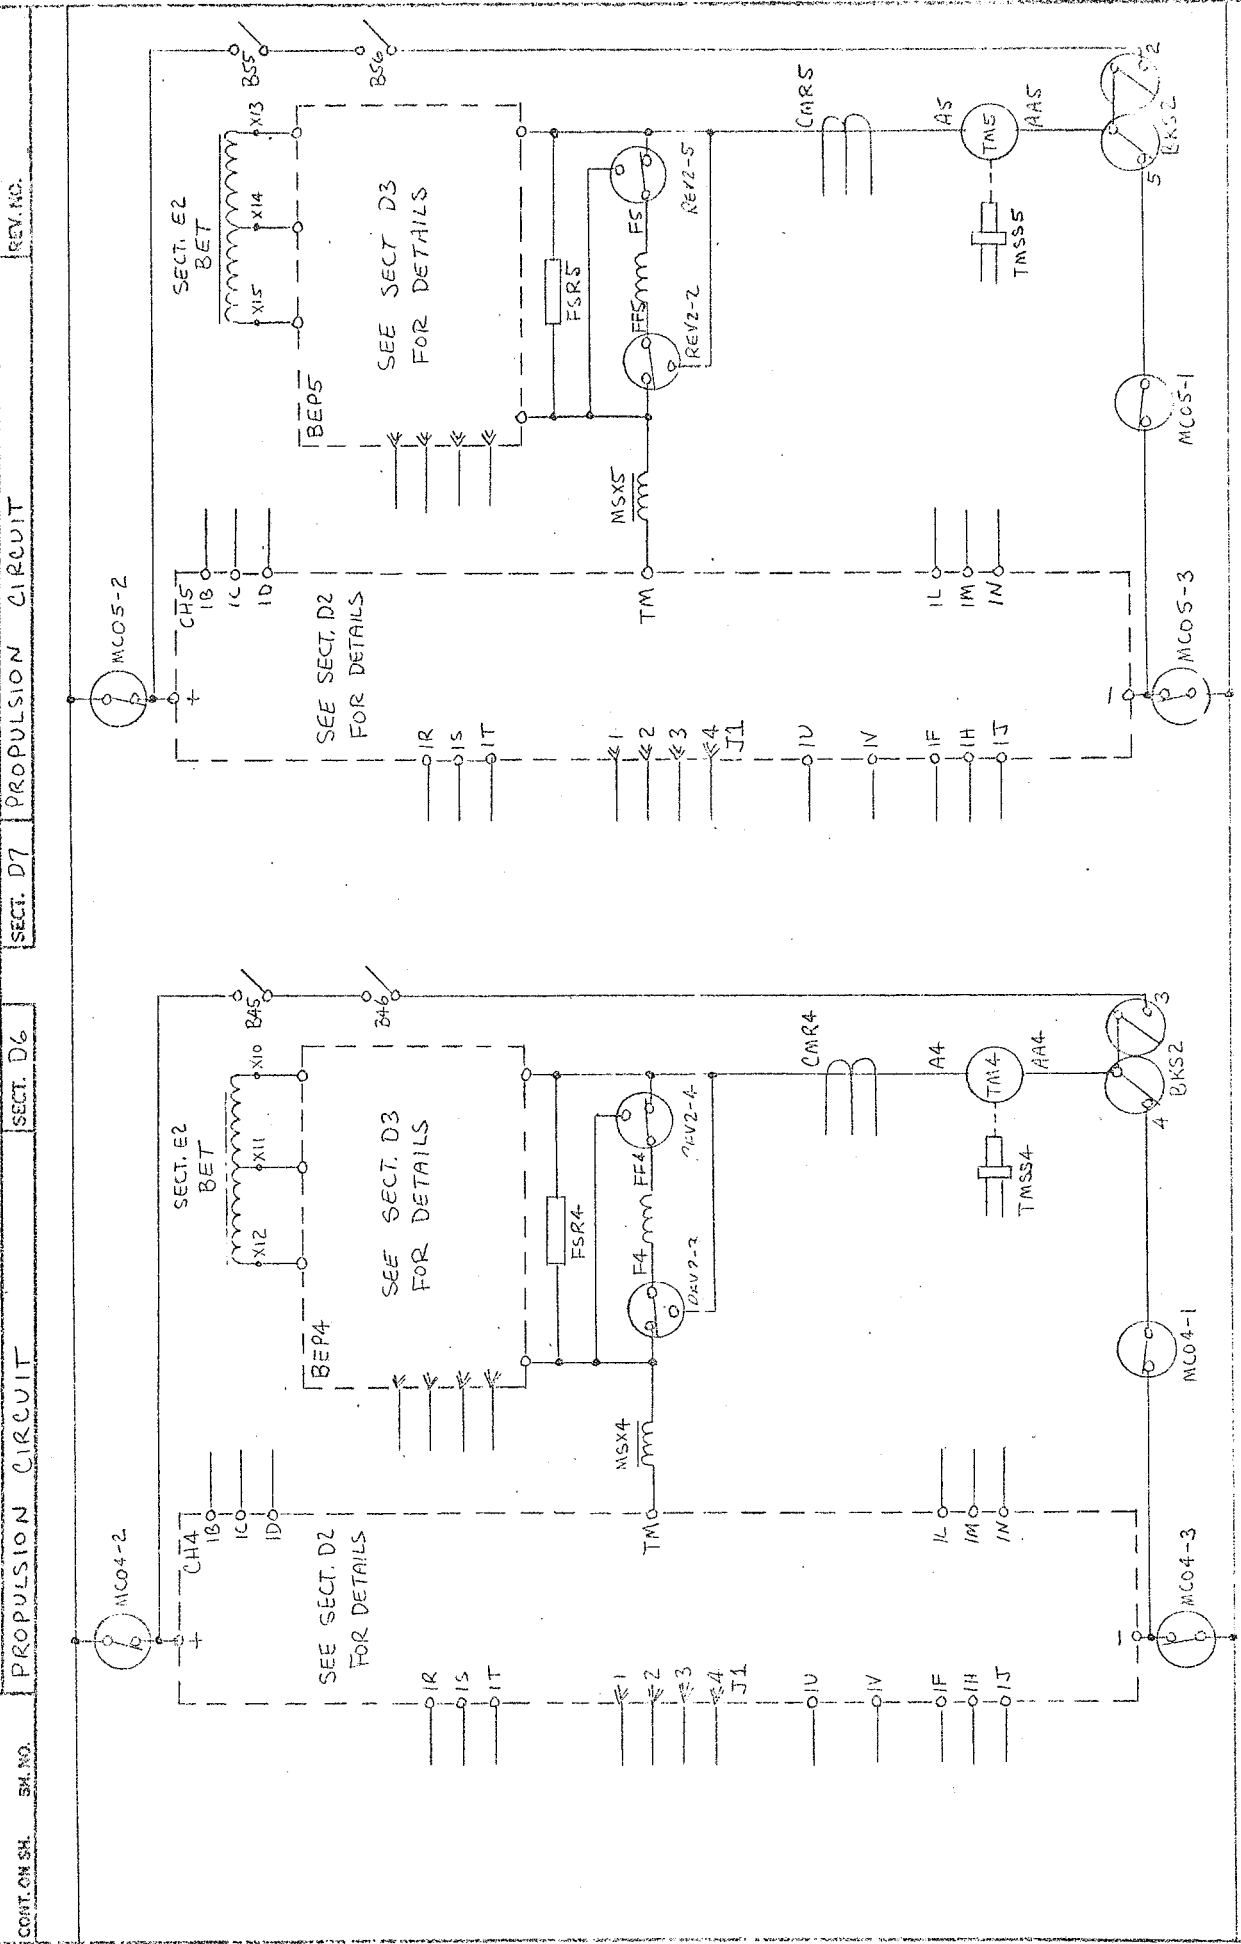 CONT. ON SH.
SH. NO.
PROPULSION CIRCUIT
SECT. D6
SECT. D7
PROPULSION CIRCUIT
REV. NO.
MCO4-2
+
CH4
1B
1C
1D
SEE SECT. D2
FOR DETAILS
1R
1S
1T
1
2
3
4
J1
1U
1V
1F
1H
1J
TM
1L
1M
1N
-
MCO4-3
MSX4
SECT. E2
BET
X12
X11
X10
BEP4
SEE SECT. D3
FOR DETAILS
FSR4
F4
FF4
B45
B46
CMR4
A4
TM4
AA4
TMSS4
4
3
BKS2
MCO4-1
MCO5-2
+
CH5
1B
1C
1D
SEE SECT. D2
FOR DETAILS
1R
1S
1T
1
2
3
4
J1
1U
1V
1F
1H
1J
TM
1L
1M
1N
-
MCO5-3
MSX5
SECT. E2
BET
X15
X14
X13
BEP5
SEE SECT D3
FOR DETAILS
FSR5
FF5
F5
REV2-2
REV2-5
B55
B56
CMR5
A5
TM5
AA5
TMSS5
5
2
BKS2
MCO5-1